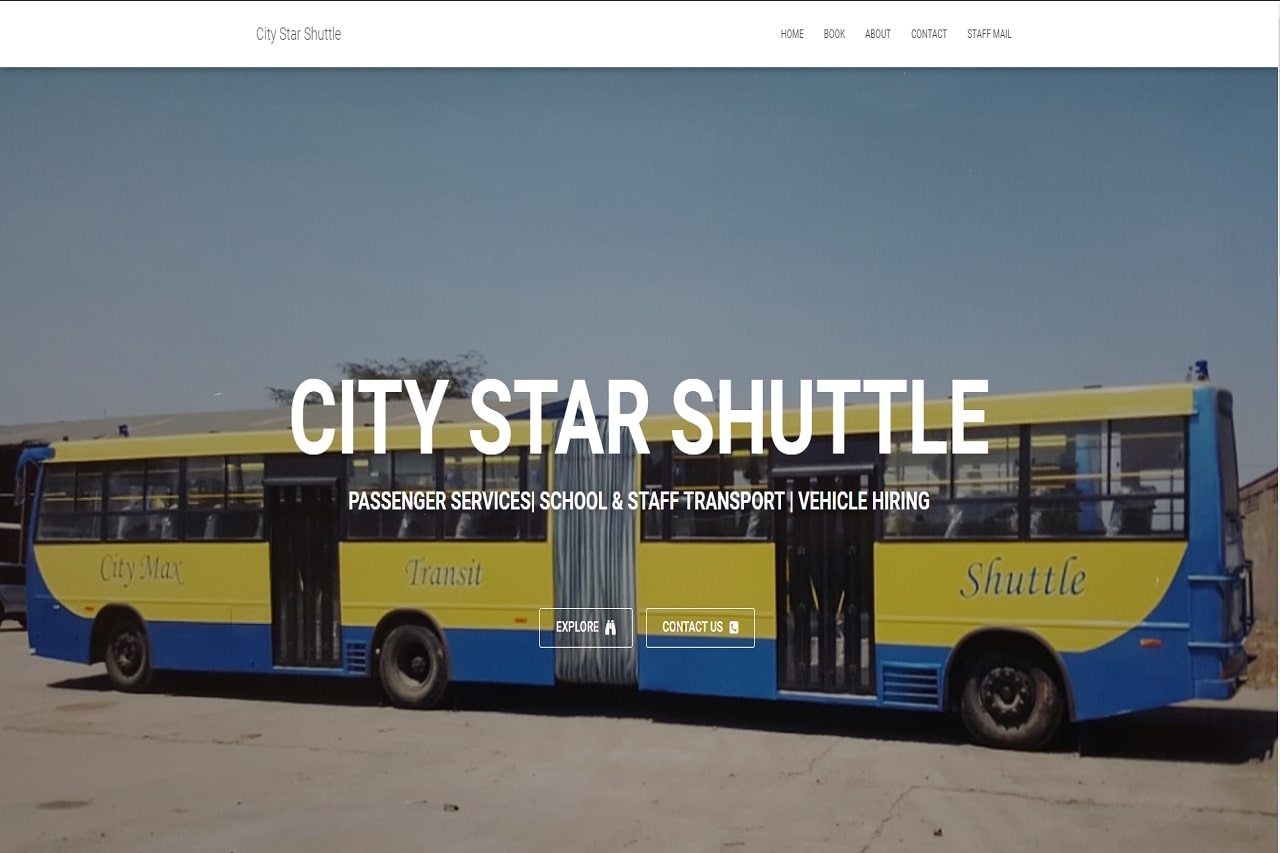 City Star Shuttle
HOME BOOK ABOUT CONTACT STAFF MAIL
CITY STAR SHUTTLE
PASSENGER SERVICES| SCHOOL & STAFF TRANSPORT | VEHICLE HIRING
City Max Transit Shuttle
EXPLORE CONTACT US